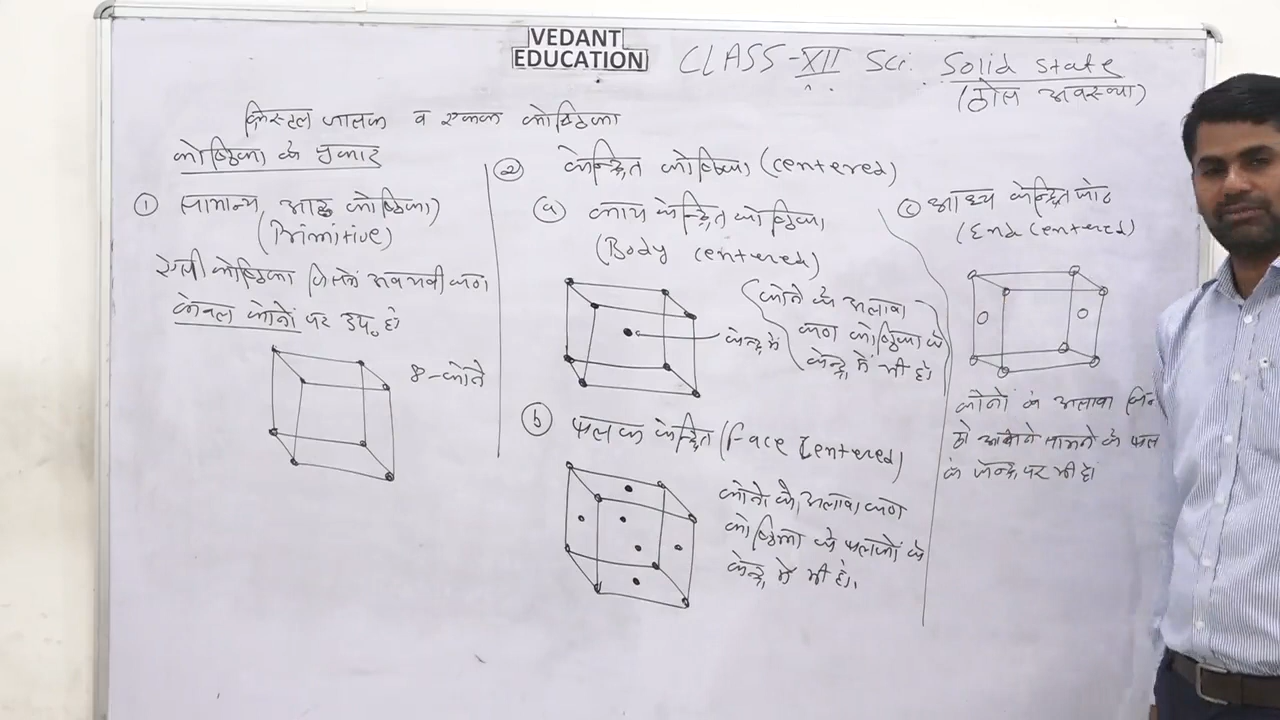 VEDANT
EDUCATION
CLASS-XII Sci. Solid state
(ठोस अवस्था)
क्रिस्टल जालक व एकक कोष्ठिका
कोष्ठिका के प्रकार
① सामान्य, आद्य कोष्ठिका)
(Primitive)
ऐसी कोष्ठिका जिसमें अवयवी कण
केवल कोनों पर उप. हो
8-कोने
② केन्द्रित कोष्ठिका (centered)
ⓐ काय केन्द्रित कोष्ठिका
(Body centered)
कोने के अलावा
कण कोष्ठिका के
केन्द्र में भी हो
केन्द्र में
ⓑ फलक केन्द्रित (Face Centered)
कोनो के अलावा कण
कोष्ठिका के फलकों के
केन्द्र में भी हो।
ⓒ केन्द्रित
(End Centered)
कोनों के अलावा किन
दो आमने सामने के फल
के केन्द्र पर भी हो